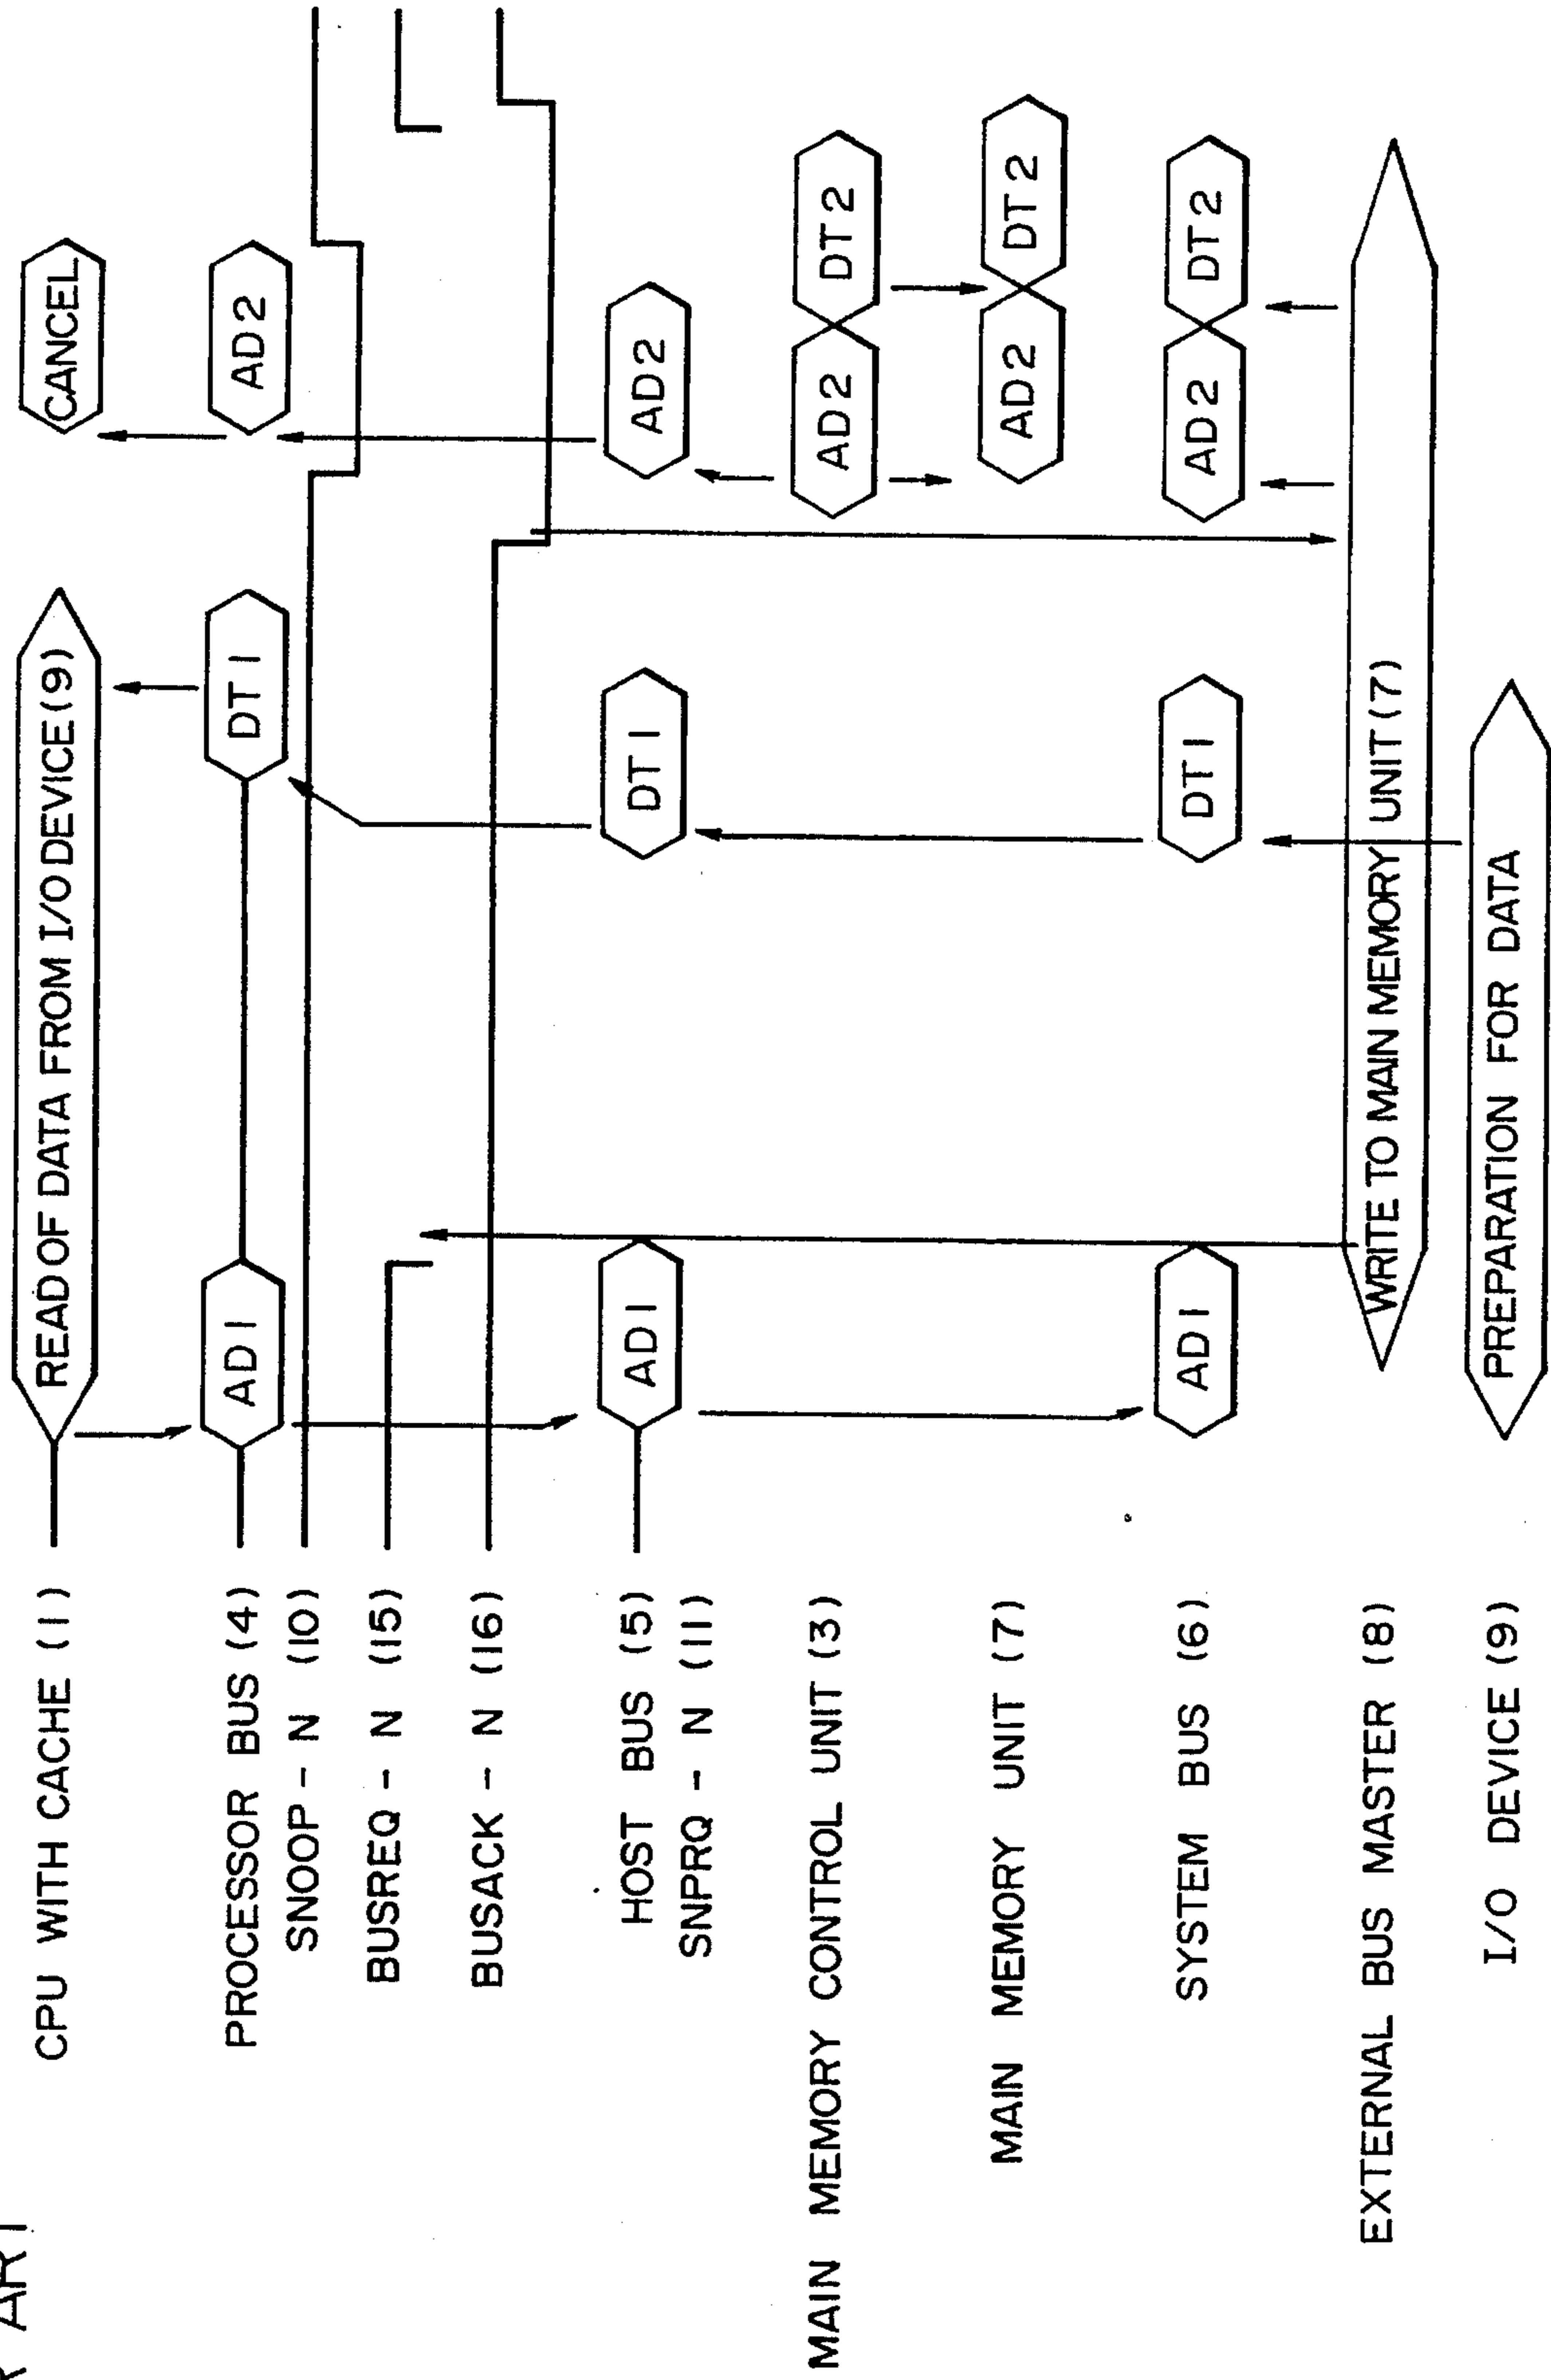 ART
CPU WITH CACHE (1)
READ OF DATA FROM I/O DEVICE (9)
CANCEL
PROCESSOR BUS (4)
AD1
DT1
AD2
SNOOP-N (10)
BUSREQ-N (15)
BUSACK-N (16)
HOST BUS (5)
AD1
DT1
AD2
SNPRQ-N (11)
MAIN MEMORY CONTROL UNIT (3)
AD2
DT2
MAIN MEMORY UNIT (7)
AD2
DT2
SYSTEM BUS (6)
AD1
DT1
AD2
DT2
EXTERNAL BUS MASTER (8)
WRITE TO MAIN MEMORY UNIT (7)
I/O DEVICE (9)
PREPARATION FOR DATA